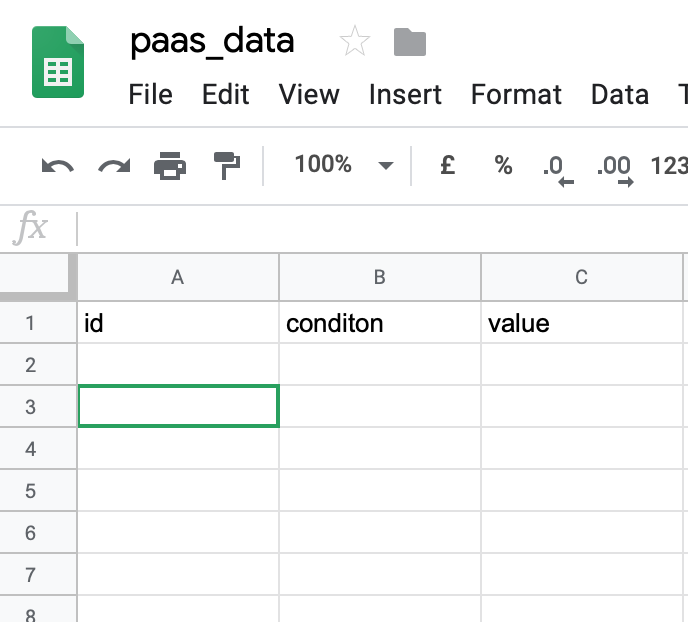 paas_data
File Edit View Insert Format Data
100% £ % .0 .00 123
fx
A B C
1 id conditon value
2
3
4
5
6
7
8